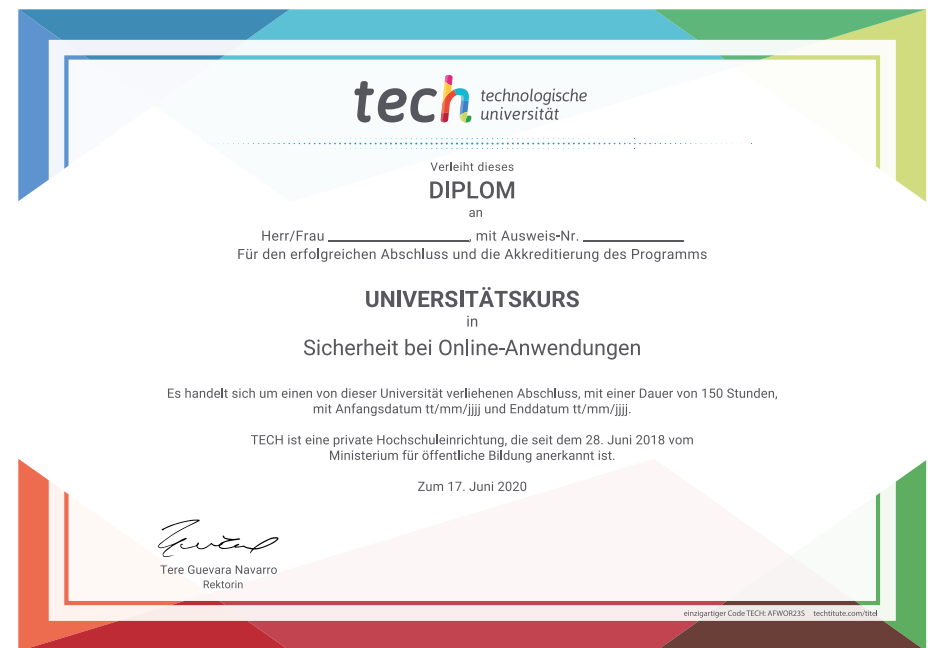 tech technologische
universität
Verleiht dieses
DIPLOM
an
Herr/Frau ____________________, mit Ausweis-Nr. ______________
Für den erfolgreichen Abschluss und die Akkreditierung des Programms
UNIVERSITÄTSKURS
in
Sicherheit bei Online-Anwendungen
Es handelt sich um einen von dieser Universität verliehenen Abschluss, mit einer Dauer von 150 Stunden,
mit Anfangsdatum tt/mm/jjjj und Enddatum tt/mm/jjjj.
TECH ist eine private Hochschuleinrichtung, die seit dem 28. Juni 2018 vom
Ministerium für öffentliche Bildung anerkannt ist.
Zum 17. Juni 2020
Tere Guevara Navarro
Rektorin
einzigartiger Code TECH: AFWOR23S techtitute.com/titel